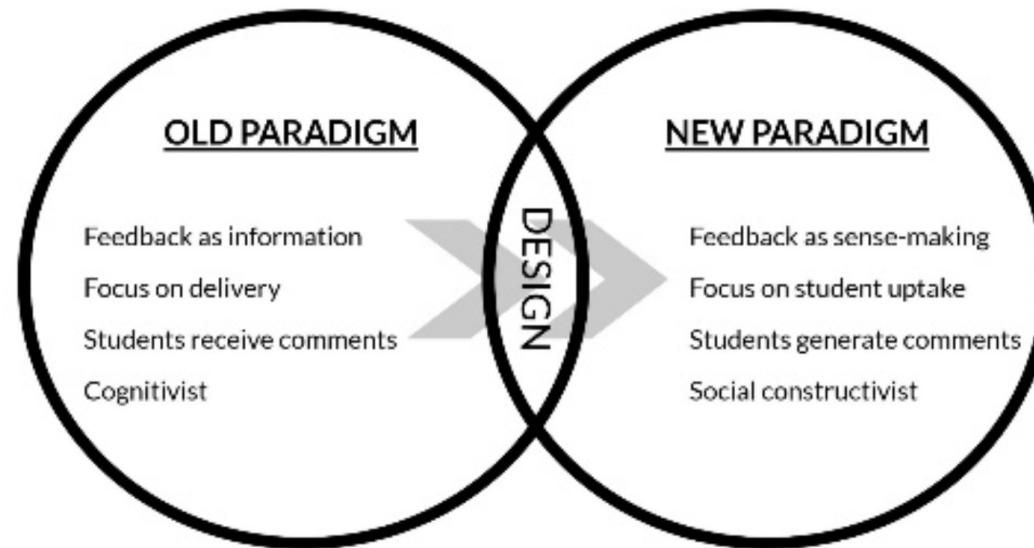 OLD PARADIGM
Feedback as information
Focus on delivery
Students receive comments
Cognitivist
DESIGN
NEW PARADIGM
Feedback as sense-making
Focus on student uptake
Students generate comments
Social constructivist